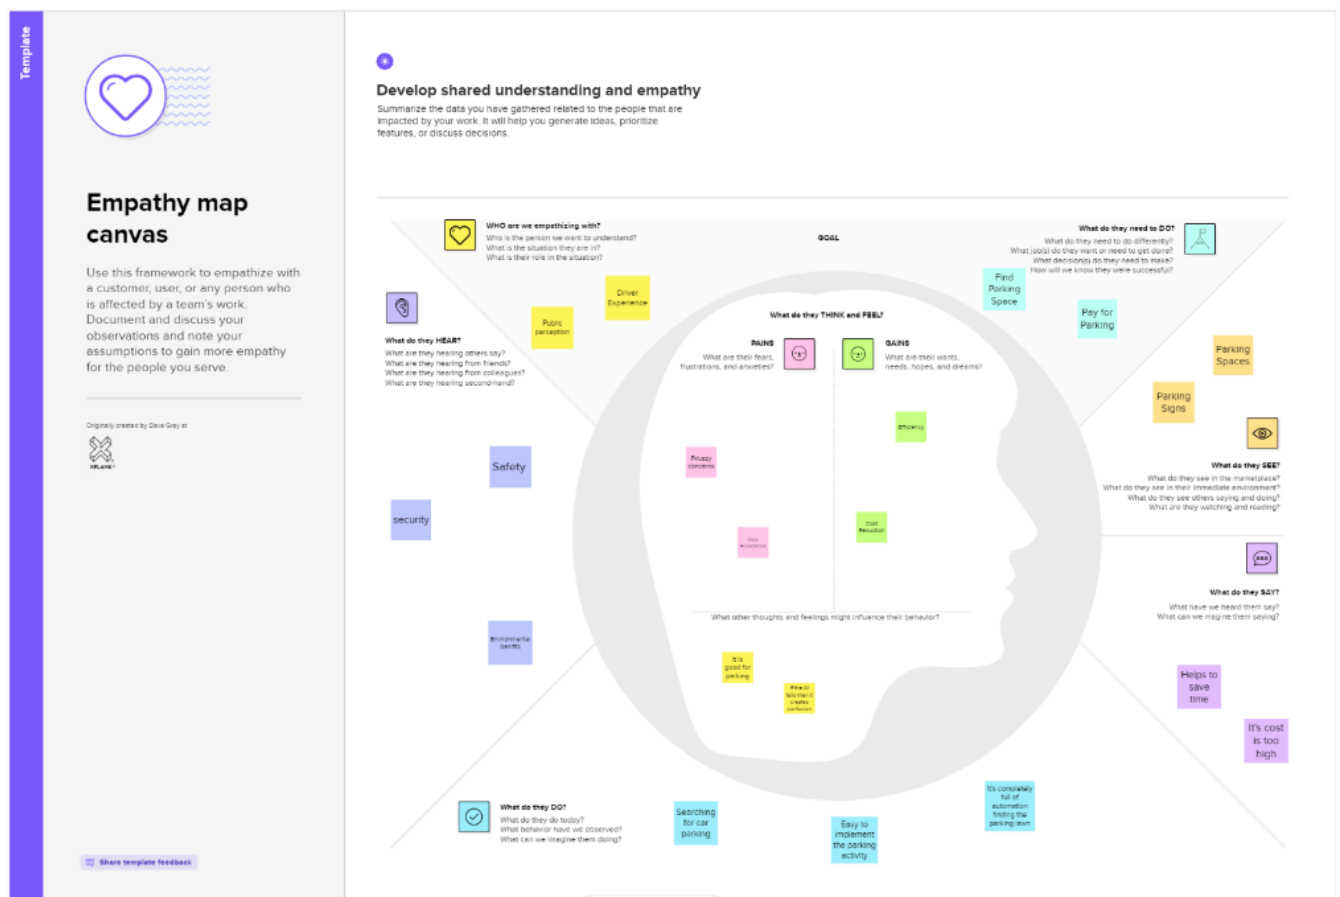 Template
Empathy map
canvas
Use this framework to empathize with
a customer, user, or any person who
is affected by a team's work.
Document and discuss your
observations and note your
assumptions to gain more empathy
for the people you serve.
Originally created by Dave Gray at
XPLANE
Share template feedback
Develop shared understanding and empathy
Summarize the data you have gathered related to the people that are
impacted by your work. It will help you generate ideas, prioritize
features, or discuss decisions.
WHO are we empathizing with?
Who is the person we want to understand?
What is the situation they are in?
What is their role in the situation?
GOAL
What do they need to DO?
What do they need to do differently?
What job(s) do they want or need to get done?
What decision(s) do they need to make?
How will we know they were successful?
Public
perception
Driver
Experience
Find
Parking
Space
Pay for
Parking
What do they HEAR?
What are they hearing others say?
What are they hearing from friends?
What are they hearing from colleagues?
What are they hearing second-hand?
Safety
security
What do they THINK and FEEL?
PAINS
What are their fears,
frustrations, and anxieties?
GAINS
What are their wants,
needs, hopes, and dreams?
Privacy
concerns
Efficiency
Cost
Reduction
What other thoughts and feelings might influence their behavior?
It is
good for
parking
Parking
Spaces
Parking
Signs
What do they SEE?
What do they see in the marketplace?
What do they see in their immediate environment?
What do they see others saying and doing?
What are they watching and reading?
What do they SAY?
What have we heard them say?
What can we imagine them saying?
Helps to
save
time
It's cost
is too
high
What do they DO?
What do they do today?
What behavior have we observed?
What can we imagine them doing?
Searching
for car
parking
Easy to
implement
the parking
activity
It's completely
full of
automation
finding the
parking